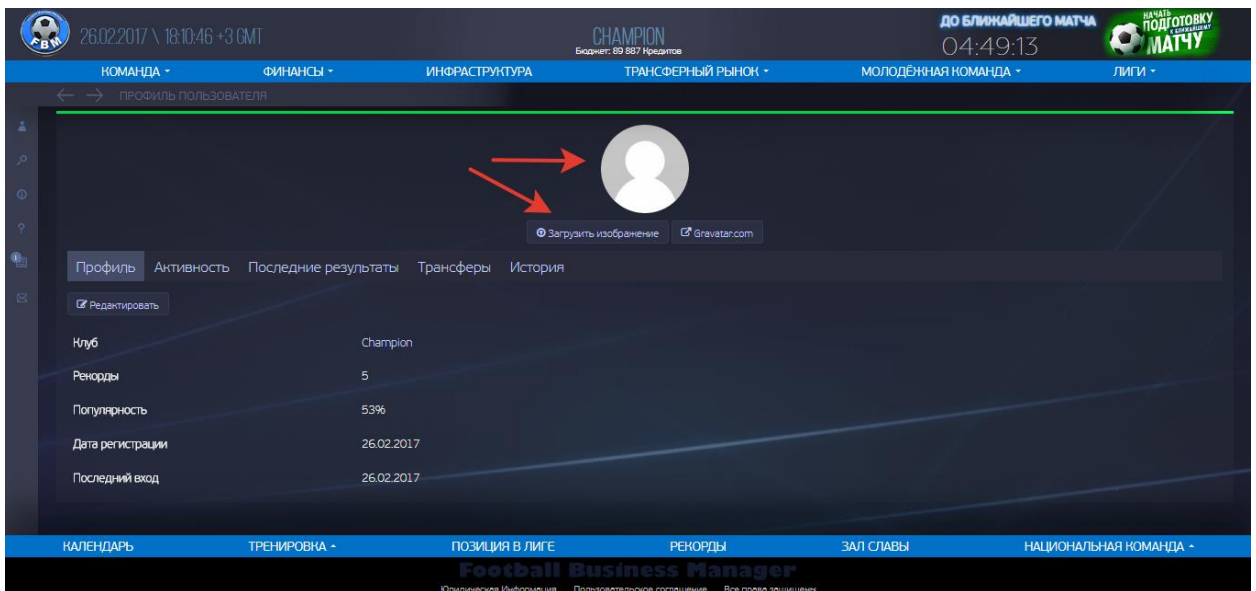 FBM
26.02.2017 \ 18:10:46 +3 GMT
CHAMPION
Бюджет: 89 887 Кредитов
ДО БЛИЖАЙШЕГО МАТЧА
04:49:13
НАЧАТЬ
ПОДГОТОВКУ
К БЛИЖАЙШЕМУ
МАТЧУ
КОМАНДА ФИНАНСЫ ИНФРАСТРУКТУРА ТРАНСФЕРНЫЙ РЫНОК МОЛОДЁЖНАЯ КОМАНДА ЛИГИ
ПРОФИЛЬ ПОЛЬЗОВАТЕЛЯ
Загрузить изображение Gravatar.com
Профиль Активность Последние результаты Трансферы История
Редактировать
Клуб Champion
Рекорды 5
Популярность 53%
Дата регистрации 26.02.2017
Последний вход 26.02.2017
КАЛЕНДАРЬ ТРЕНИРОВКА ПОЗИЦИЯ В ЛИГЕ РЕКОРДЫ ЗАЛ СЛАВЫ НАЦИОНАЛЬНАЯ КОМАНДА
Football Business Manager
Юридическая Информация Пользовательское соглашение Все права защищены